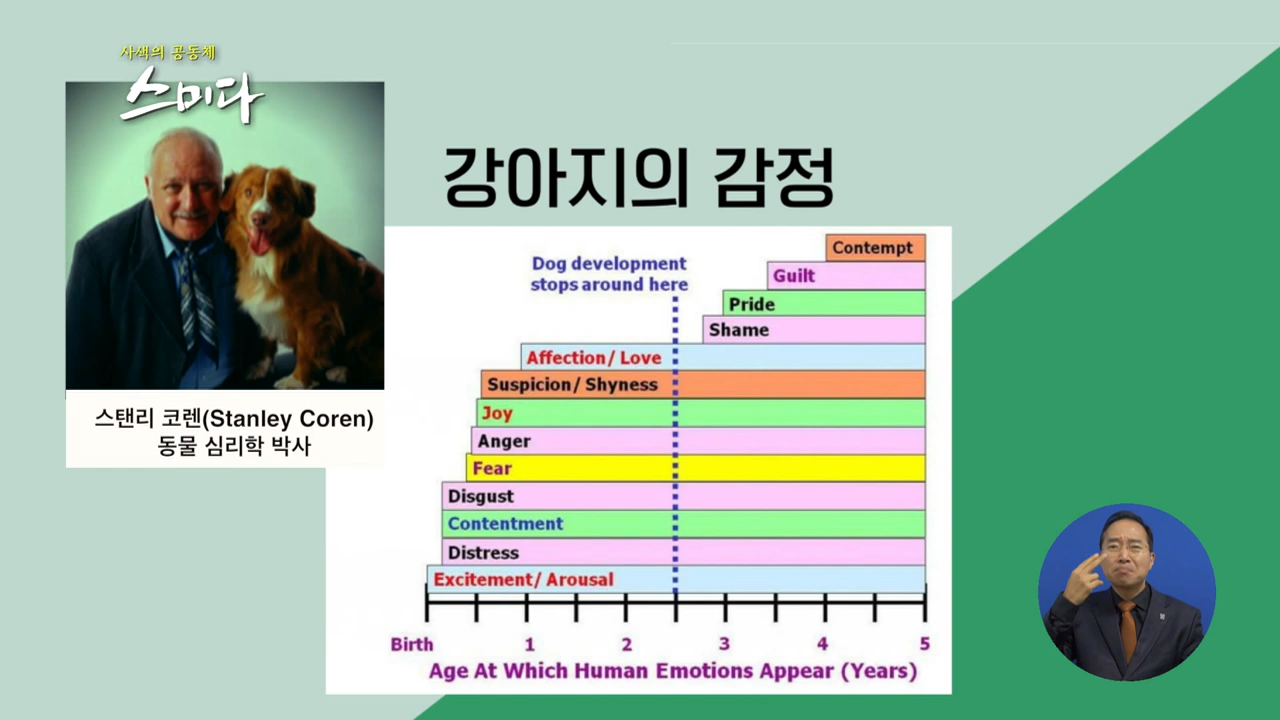 사색의 공동체
스미다
강아지의 감정
스탠리 코렌(Stanley Coren)
동물 심리학 박사
Dog development
stops around here
Contempt
Guilt
Pride
Shame
Affection/ Love
Suspicion/ Shyness
Joy
Anger
Fear
Disgust
Contentment
Distress
Excitement/ Arousal
Birth 1 2 3 4 5
Age At Which Human Emotions Appear (Years)